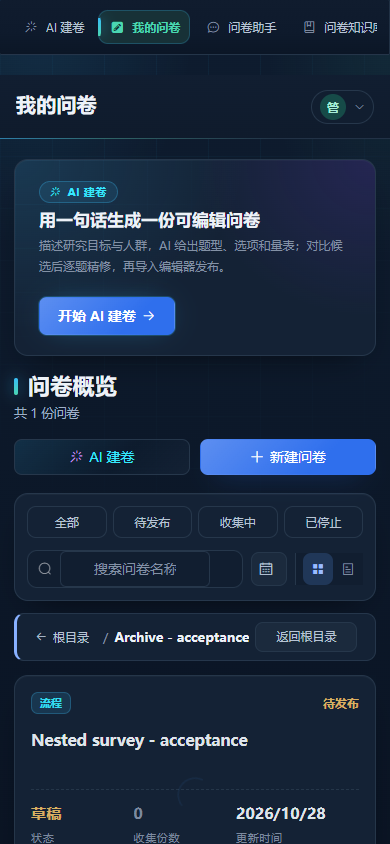 AI 建卷 我的问卷 问卷助手 问卷知识库
我的问卷
管
AI 建卷
用一句话生成一份可编辑问卷
描述研究目标与人群，AI 给出题型、选项和量表；对比候
选后逐题精修，再导入编辑器发布。
开始 AI 建卷 →
问卷概览
共 1 份问卷
AI 建卷 + 新建问卷
全部 待发布 收集中 已停止
搜索问卷名称
← 根目录 / Archive - acceptance 返回根目录
流程 待发布
Nested survey - acceptance
草稿 0 2026/10/28
状态 收集份数 更新时间